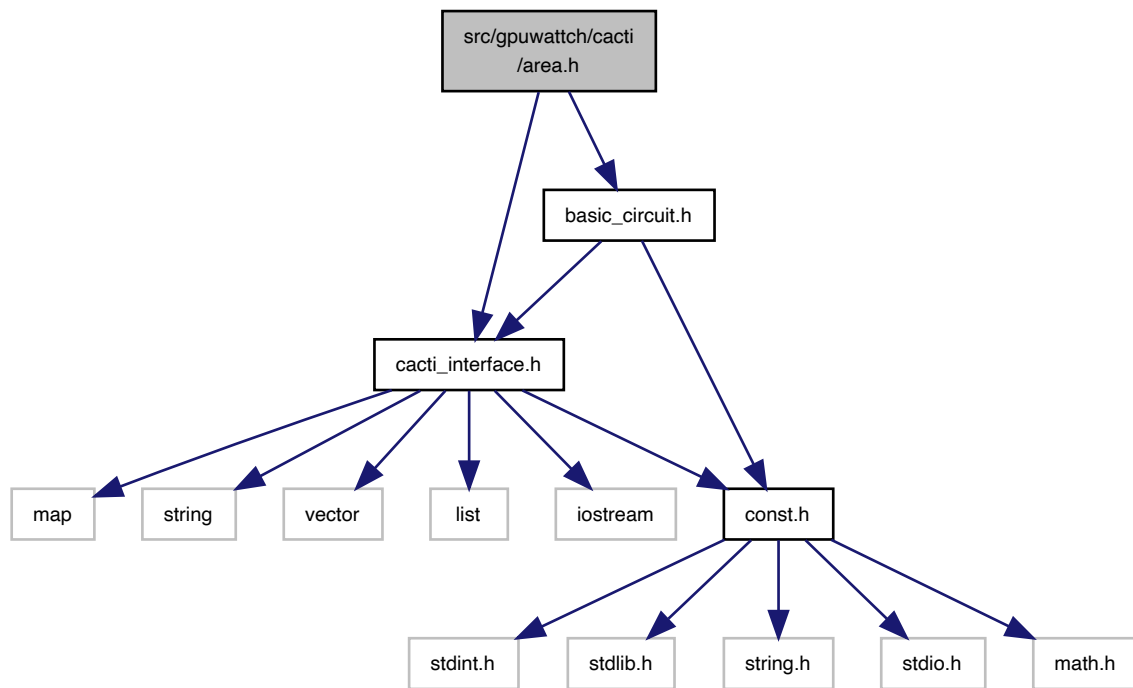 src/gpuwattch/cacti
/area.h
basic_circuit.h
cacti_interface.h
map
string
vector
list
iostream
const.h
stdint.h
stdlib.h
string.h
stdio.h
math.h